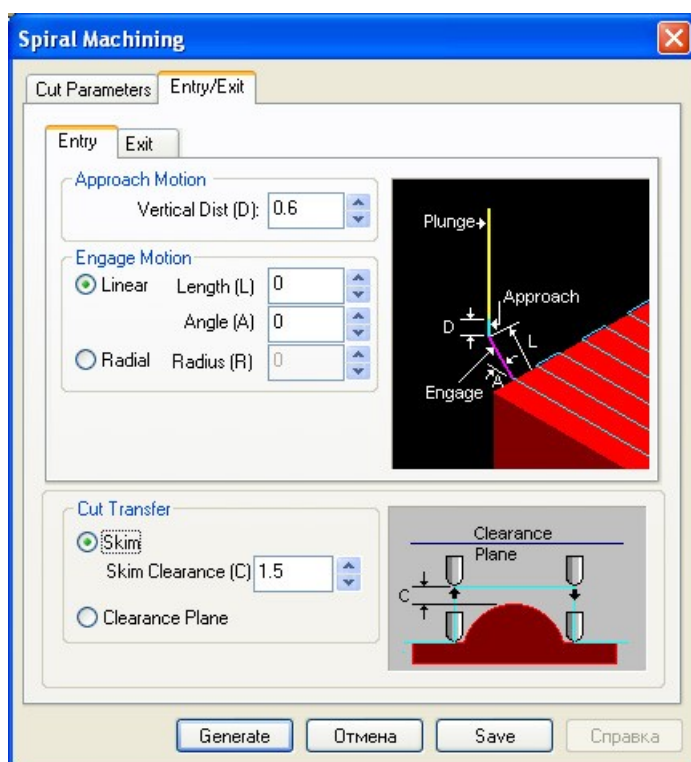 Spiral Machining
Cut Parameters Entry/Exit
Entry Exit
Approach Motion
Vertical Dist (D): 0.6
Engage Motion
Linear Length (L) 0
Angle (A) 0
Radial Radius (R) 0
Plunge
Approach
D
L
A
Engage
Cut Transfer
Skim
Skim Clearance (C) 1.5
Clearance Plane
Clearance
Plane
C
Generate Отмена Save Справка